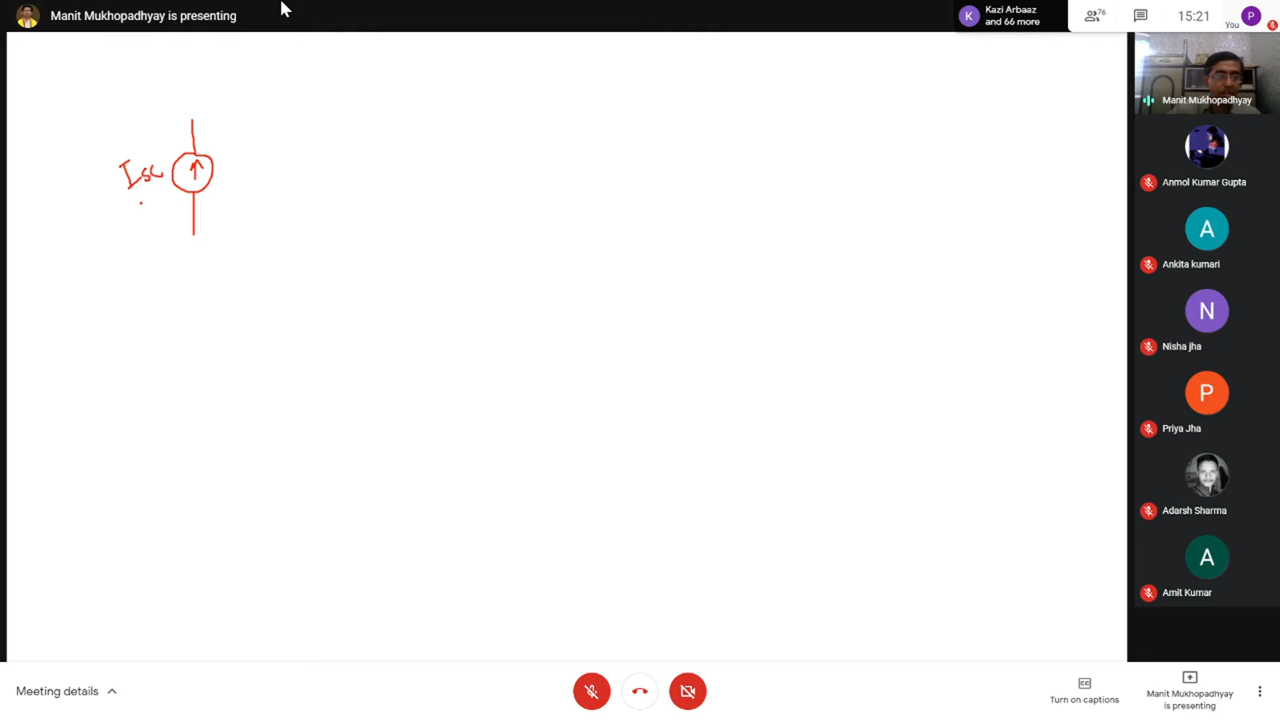 Manit Mukhopadhyay is presenting
K
Kazi Arbaaz
and 66 more
76
15:21
You
P
Isc
Manit Mukhopadhyay
Anmol Kumar Gupta
A
Ankita kumari
N
Nisha jha
P
Priya Jha
Adarsh Sharma
A
Amit Kumar
Meeting details
CC
Turn on captions
Manit Mukhopadhyay
is presenting